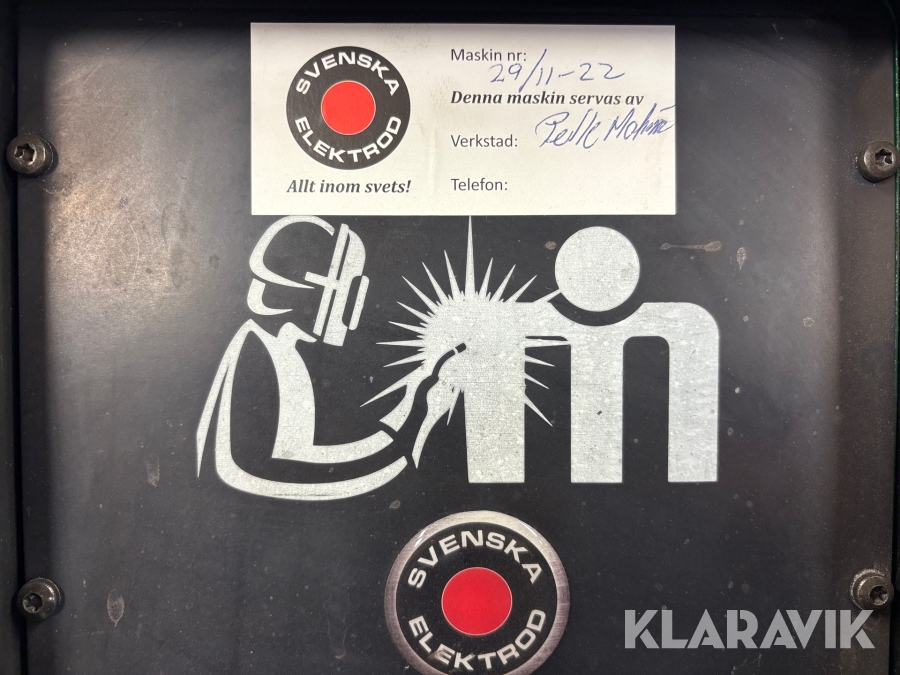 SVENSKA
ELEKTROD
Allt inom svets!
Maskin nr:
29/11-22
Denna maskin servas av
Verkstad:
Telefon:
m
SVENSKA
ELEKTROD
KLARAVIK